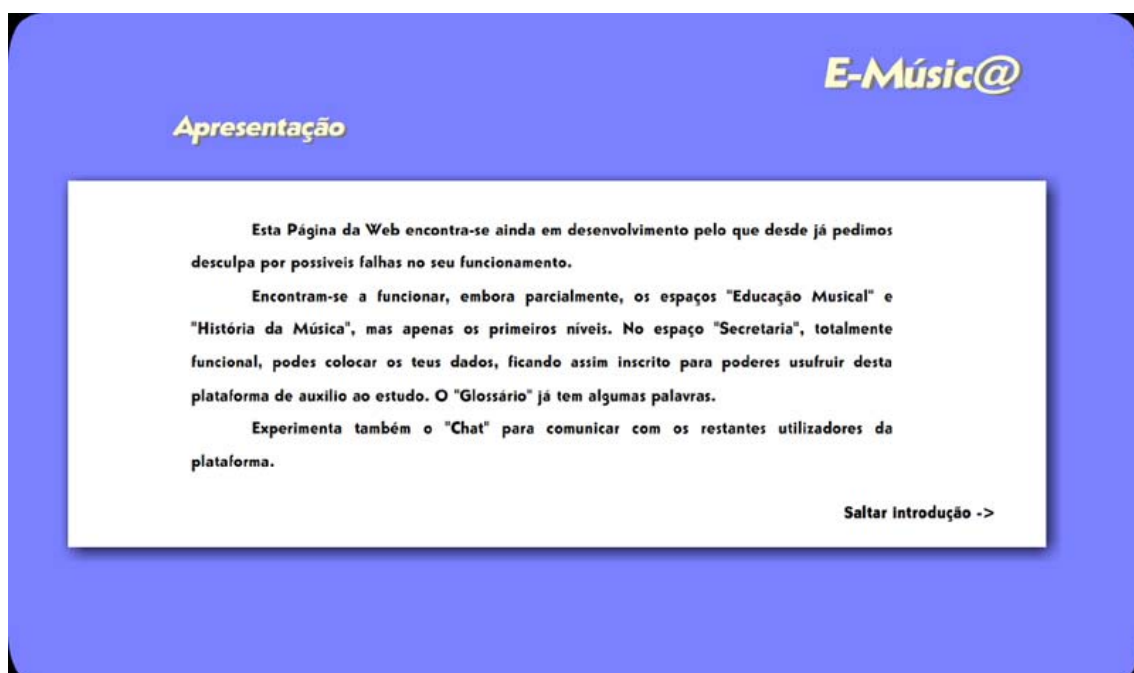 E-Músic@
Apresentação
Esta Página da Web encontra-se ainda em desenvolvimento pelo que desde já pedimos
desculpa por possiveis falhas no seu funcionamento.
Encontram-se a funcionar, embora parcialmente, os espaços "Educação Musical" e
"História da Música", mas apenas os primeiros níveis. No espaço "Secretaria", totalmente
funcional, podes colocar os teus dados, ficando assim inscrito para poderes usufruir desta
plataforma de auxílio ao estudo. O "Glossário" já tem algumas palavras.
Experimenta também o "Chat" para comunicar com os restantes utilizadores da
plataforma.
Saltar introdução ->